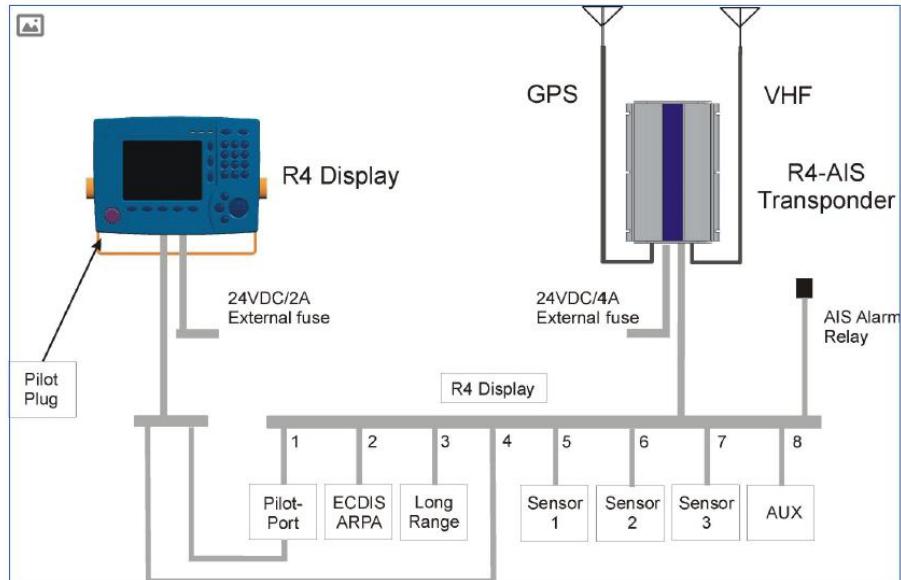 GPS
VHF
R4 Display
R4-AIS
Transponder
24VDC/2A
External fuse
24VDC/4A
External fuse
AIS Alarm
Relay
Pilot
Plug
R4 Display
1
2
3
4
5
6
7
8
Pilot-
Port
ECDIS
ARPA
Long
Range
Sensor
1
Sensor
2
Sensor
3
AUX